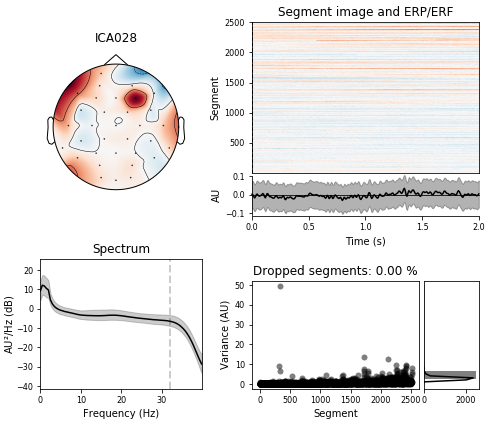 ICA028
Segment image and ERP/ERF
Segment
2500
2000
1500
1000
500
AU
0.1
0.0
−0.1
0.0 0.5 1.0 1.5 2.0
Time (s)
Spectrum
AU²/Hz (dB)
20
10
0
−10
−20
−30
−40
0 10 20 30
Frequency (Hz)
Dropped segments: 0.00 %
Variance (AU)
50
40
30
20
10
0
0 500 1000 1500 2000 2500
Segment
0 2000